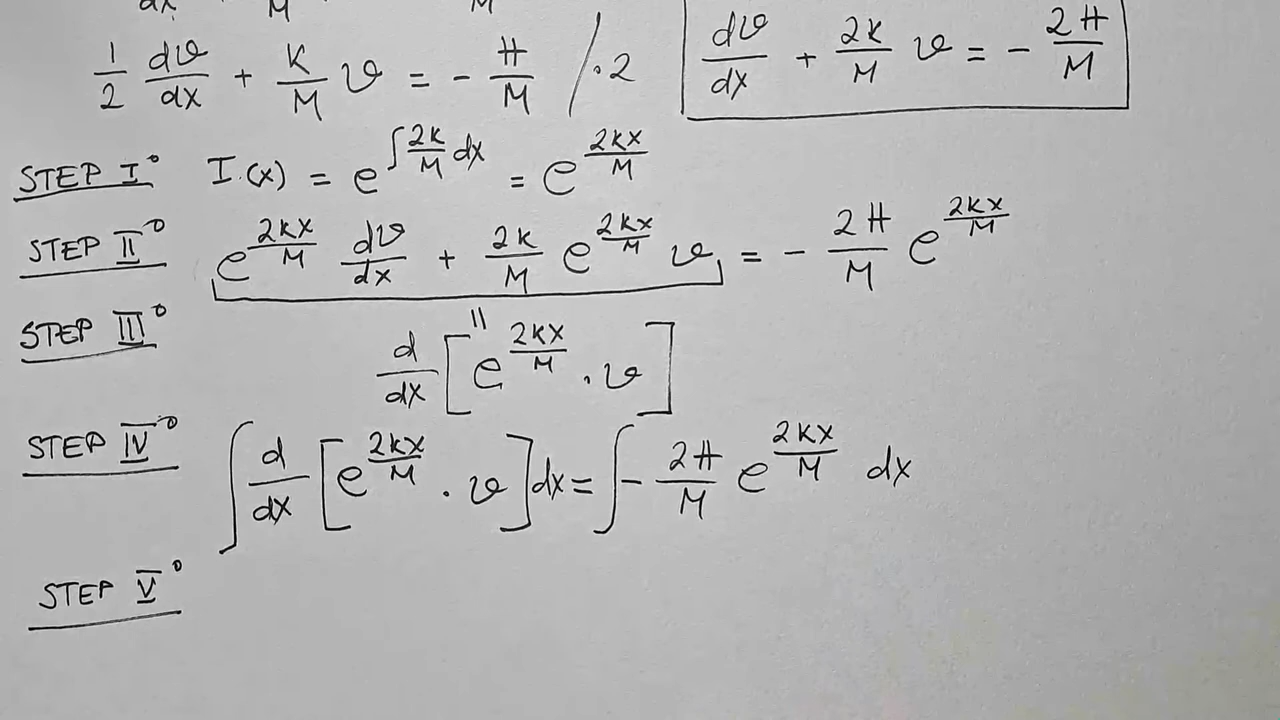 dx M M
1/2 dv/dx + K/M v = - H/M /·2 dv/dx + 2K/M v = - 2H/M
STEP I° I.(x) = e^{∫ 2K/M dx} = e^{2KX/M}
STEP II° e^{2KX/M} dv/dx + 2K/M e^{2KX/M} v = - 2H/M e^{2KX/M}
STEP III° = d/dx [e^{2KX/M} · v]
STEP IV° ∫ d/dx [e^{2KX/M} · v] dx = ∫ - 2H/M e^{2KX/M} dx
STEP V°